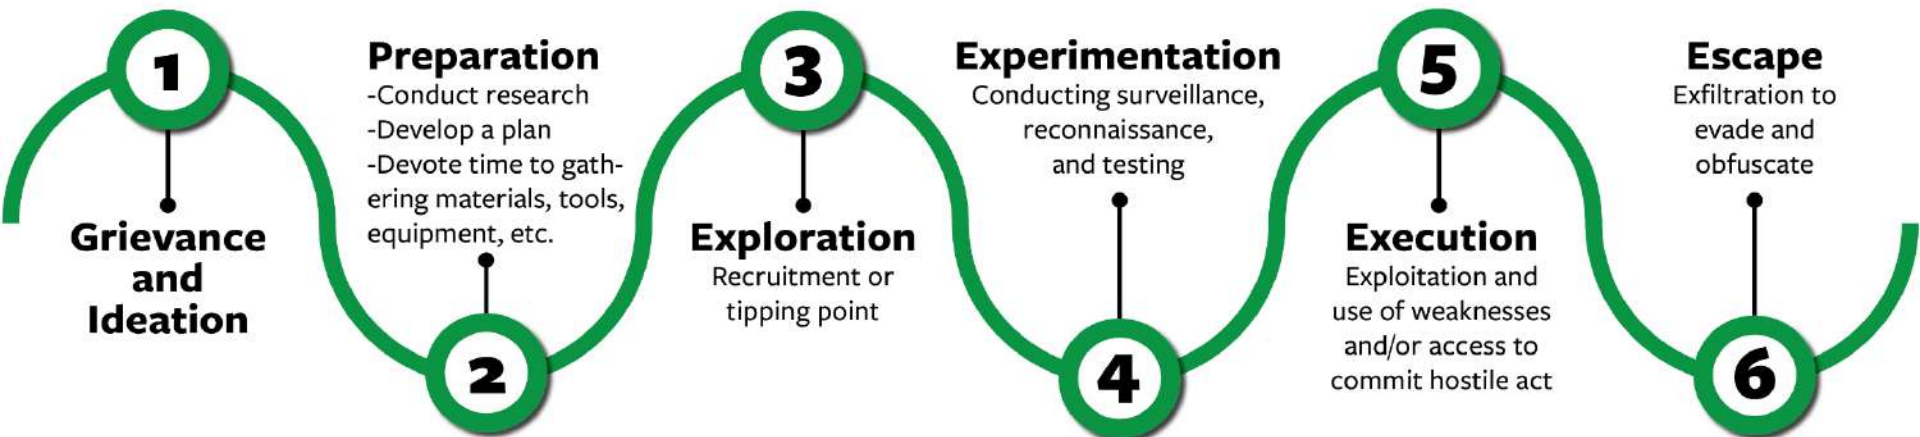 1
Grievance
and
Ideation
Preparation
-Conduct research
-Develop a plan
-Devote time to gath-
ering materials, tools,
equipment, etc.
2
3
Exploration
Recruitment or
tipping point
Experimentation
Conducting surveillance,
reconnaissance,
and testing
4
5
Execution
Exploitation and
use of weaknesses
and/or access to
commit hostile act
Escape
Exfiltration to
evade and
obfuscate
6